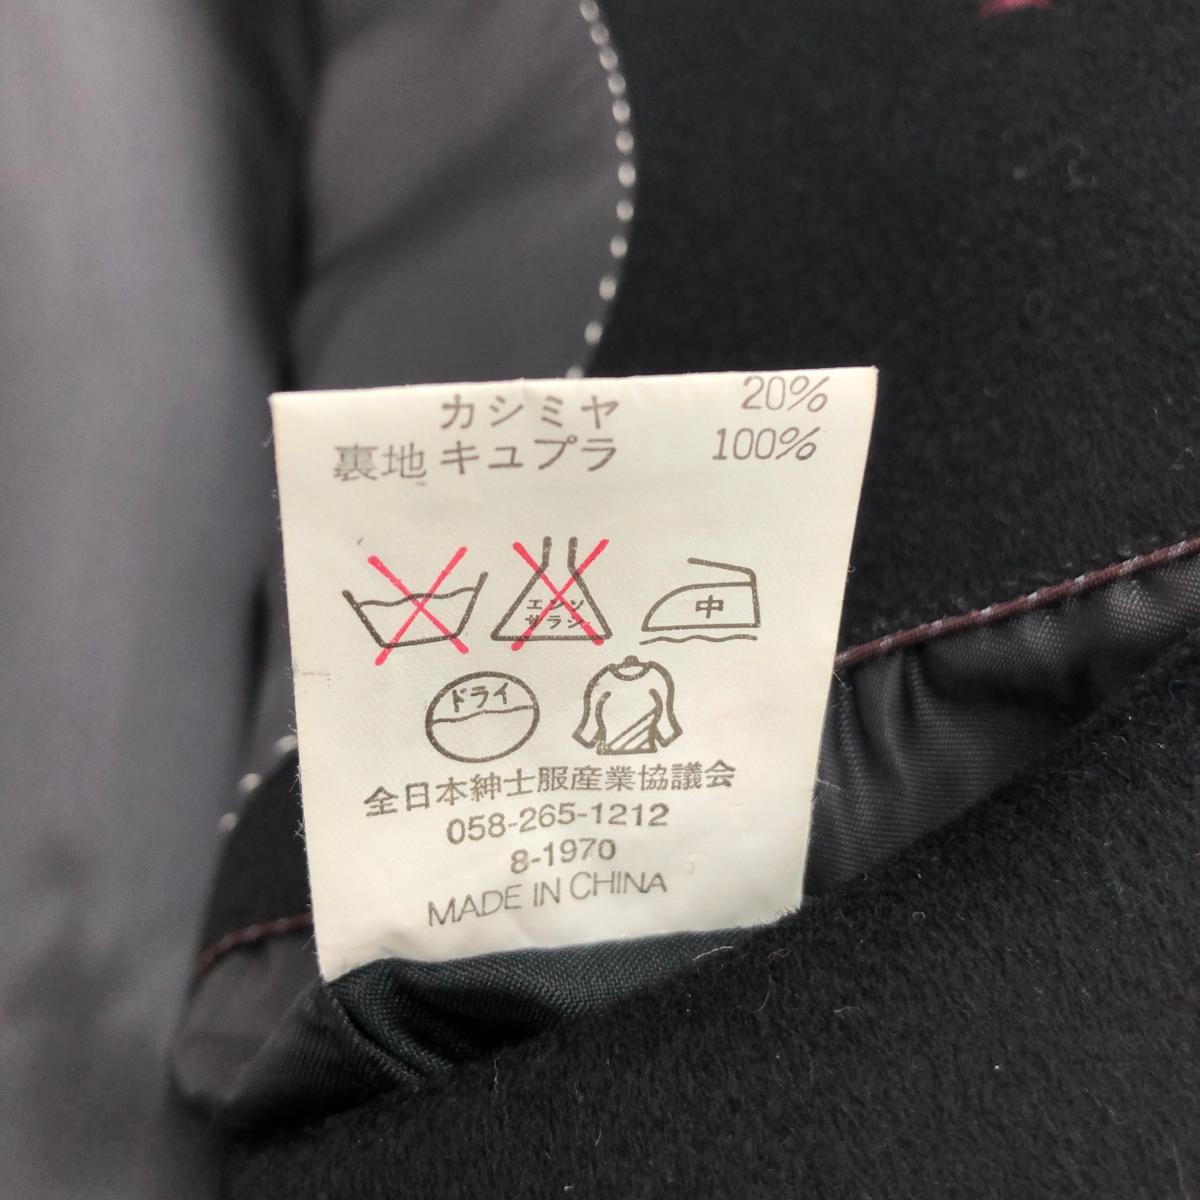 カシミヤ 20%
裏地 キュプラ 100%
エンソ
サラシ
中
ドライ
全日本紳士服産業協議会
058-265-1212
8-1970
MADE IN CHINA